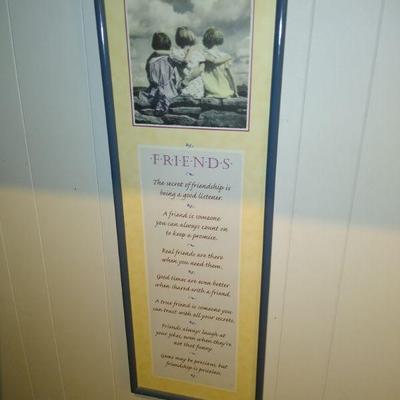 ·F·R·I·E·N·D·S·
The secret of friendship is
being a good listener.
A friend is someone
you can always count on
to keep a promise.
Real friends are there
when you need them.
Good times are even better
when shared with a friend.
A true friend is someone you
can trust with all your secrets.
Friends always laugh at
your jokes, even when they're
not that funny.
Gems may be precious, but
friendship is priceless.